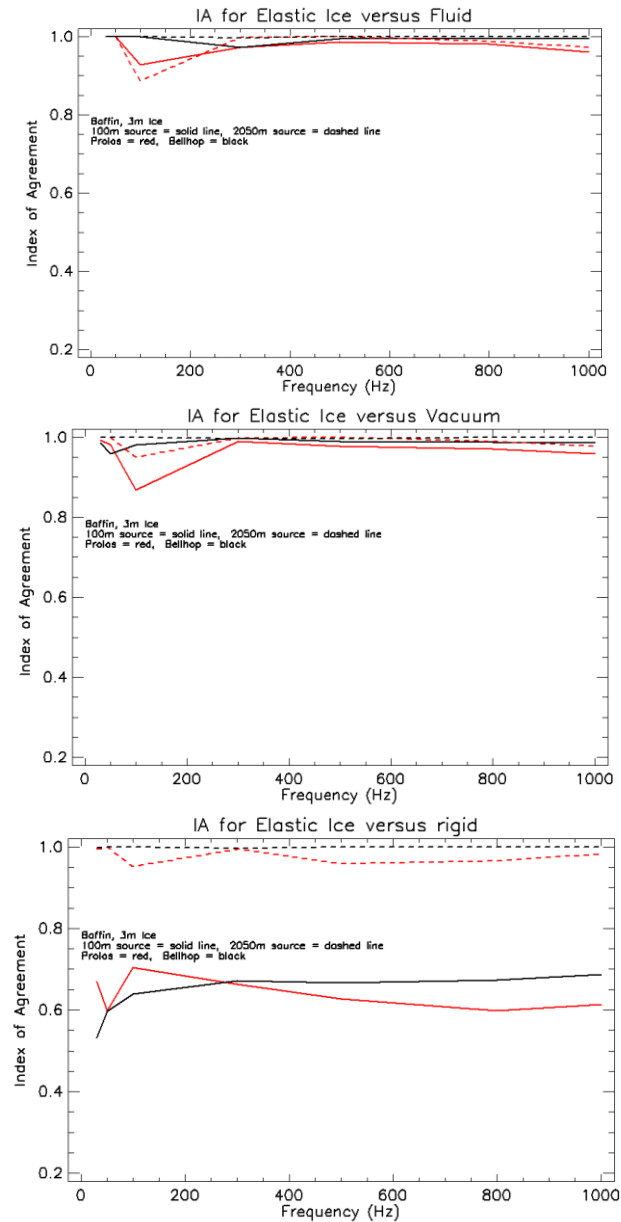 IA for Elastic Ice versus Fluid
1.0
0.8
0.6
0.4
0.2
Index of Agreement
Baffin, 3m Ice
100m source = solid line, 2050m source = dashed line
Prolos = red, Bellhop = black
0 200 400 600 800 1000
Frequency (Hz)
IA for Elastic Ice versus Vacuum
1.0
0.8
0.6
0.4
0.2
Index of Agreement
Baffin, 3m Ice
100m source = solid line, 2050m source = dashed line
Prolos = red, Bellhop = black
0 200 400 600 800 1000
Frequency (Hz)
IA for Elastic Ice versus rigid
1.0
0.8
0.6
0.4
0.2
Index of Agreement
Baffin, 3m Ice
100m source = solid line, 2050m source = dashed line
Prolos = red, Bellhop = black
0 200 400 600 800 1000
Frequency (Hz)